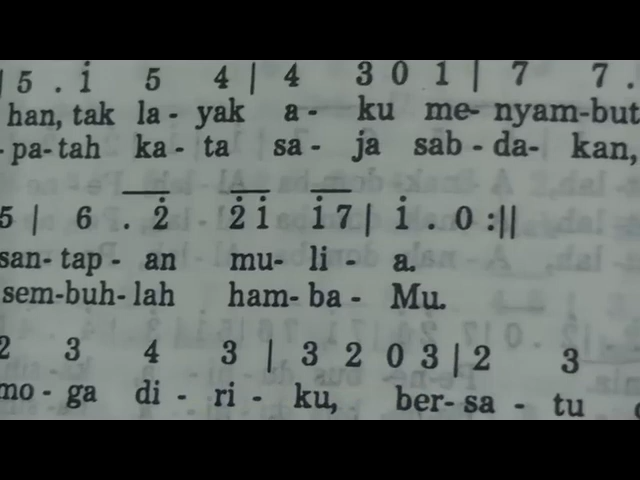 | 5 . i̇ 5 4 | 4 3 0 1 | 7 7 .
han, tak la - yak a - ku me- nyam-but
- pa-tah ka - ta sa - ja sab - da- kan,
5 | 6 . 2̇ 2̇ i̇ i̇ 7 | i̇ . 0 :||
san- tap - an mu- li - a.
sem-buh-lah ham- ba - Mu.
2 3 4 3 | 3 2 0 3 | 2 3
mo - ga di - ri - ku, ber- sa - tu